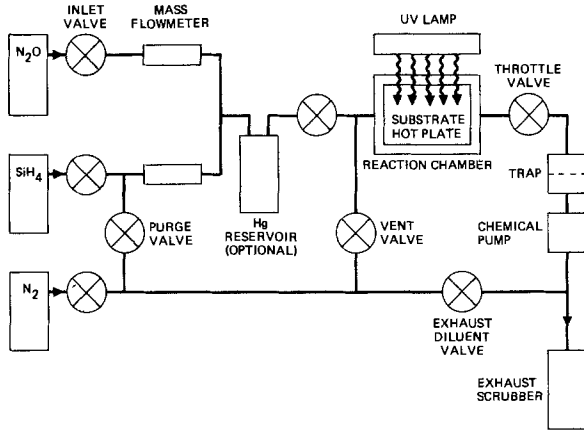 INLET
VALVE
MASS
FLOWMETER
UV LAMP
N₂O
THROTTLE
VALVE
SUBSTRATE
HOT PLATE
REACTION CHAMBER
SiH₄
TRAP
PURGE
VALVE
Hg
RESERVOIR
(OPTIONAL)
VENT
VALVE
CHEMICAL
PUMP
N₂
EXHAUST
DILUENT
VALVE
EXHAUST
SCRUBBER